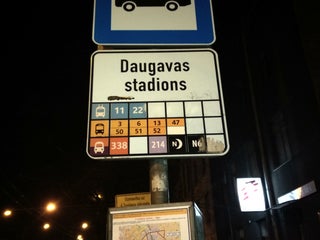 Daugavas
stadions
11 22
3 6 13 47
50 51 52
338 214 N N6